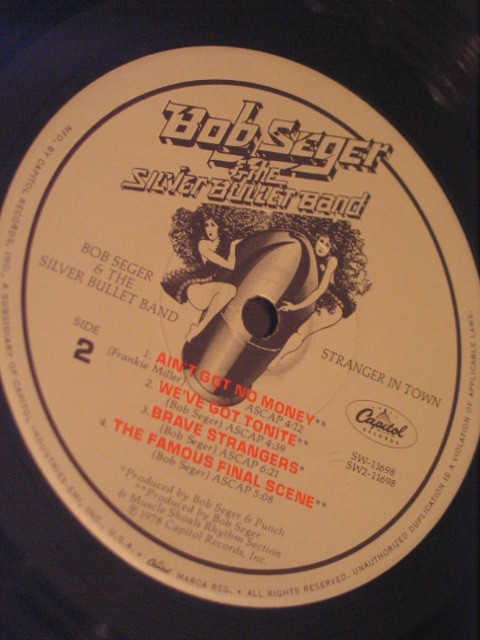 Bob Seger
& THE
SILVER BULLET BAND
BOB SEGER
& THE
SILVER BULLET BAND
STRANGER IN TOWN
SIDE
2
1. AIN'T GOT NO MONEY**
(Frankie Miller) ASCAP 4:12
2. WE'VE GOT TONITE**
(Bob Seger) ASCAP 4:39
3. BRAVE STRANGERS*
(Bob Seger) ASCAP 6:21
4. THE FAMOUS FINAL SCENE**
(Bob Seger) ASCAP 5:08
Capitol
RECORDS
SW-11698
SW2-11698
*Produced by Bob Seger & Punch
**Produced by Bob Seger
& Muscle Shoals Rhythm Section
℗ 1978 Capitol Records, Inc.
MFD. BY CAPITOL RECORDS, INC., A SUBSIDIARY OF CAPITOL INDUSTRIES-EMI, INC., U.S.A. • Capitol MARCA REG. • ALL RIGHTS RESERVED. UNAUTHORIZED DUPLICATION IS A VIOLATION OF APPLICABLE LAWS.